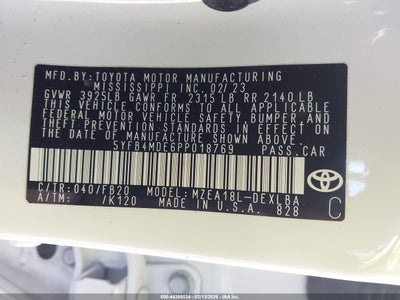 MFD.BY:TOYOTA MOTOR MANUFACTURING
MISSISSIPPI INC. 02/23
GVWR 3925LB GAWR FR 2315 LB RR 2140 LB
THIS VEHICLE CONFORMS TO ALL APPLICABLE
FEDERAL MOTOR VEHICLE SAFETY, BUMPER, AND
THEFT PREVENTION STANDARDS IN EFFECT ON
THE DATE OF MANUFACTURE SHOWN ABOVE.
5YFB4MDE6PP018769 PASS.CAR
C/TR:040/FB20 MODEL:MZEA18L-DEXLBA
A/TM: /K120 MADE IN U.S.A.
828
TOYOTA
C